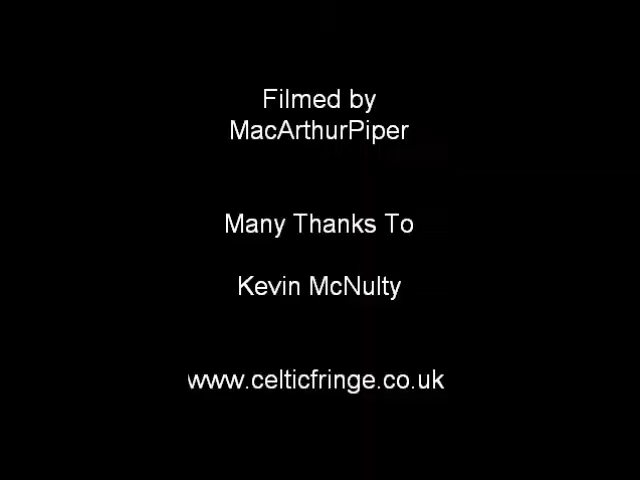 Filmed by
MacArthurPiper
Many Thanks To
Kevin McNulty
www.celticfringe.co.uk